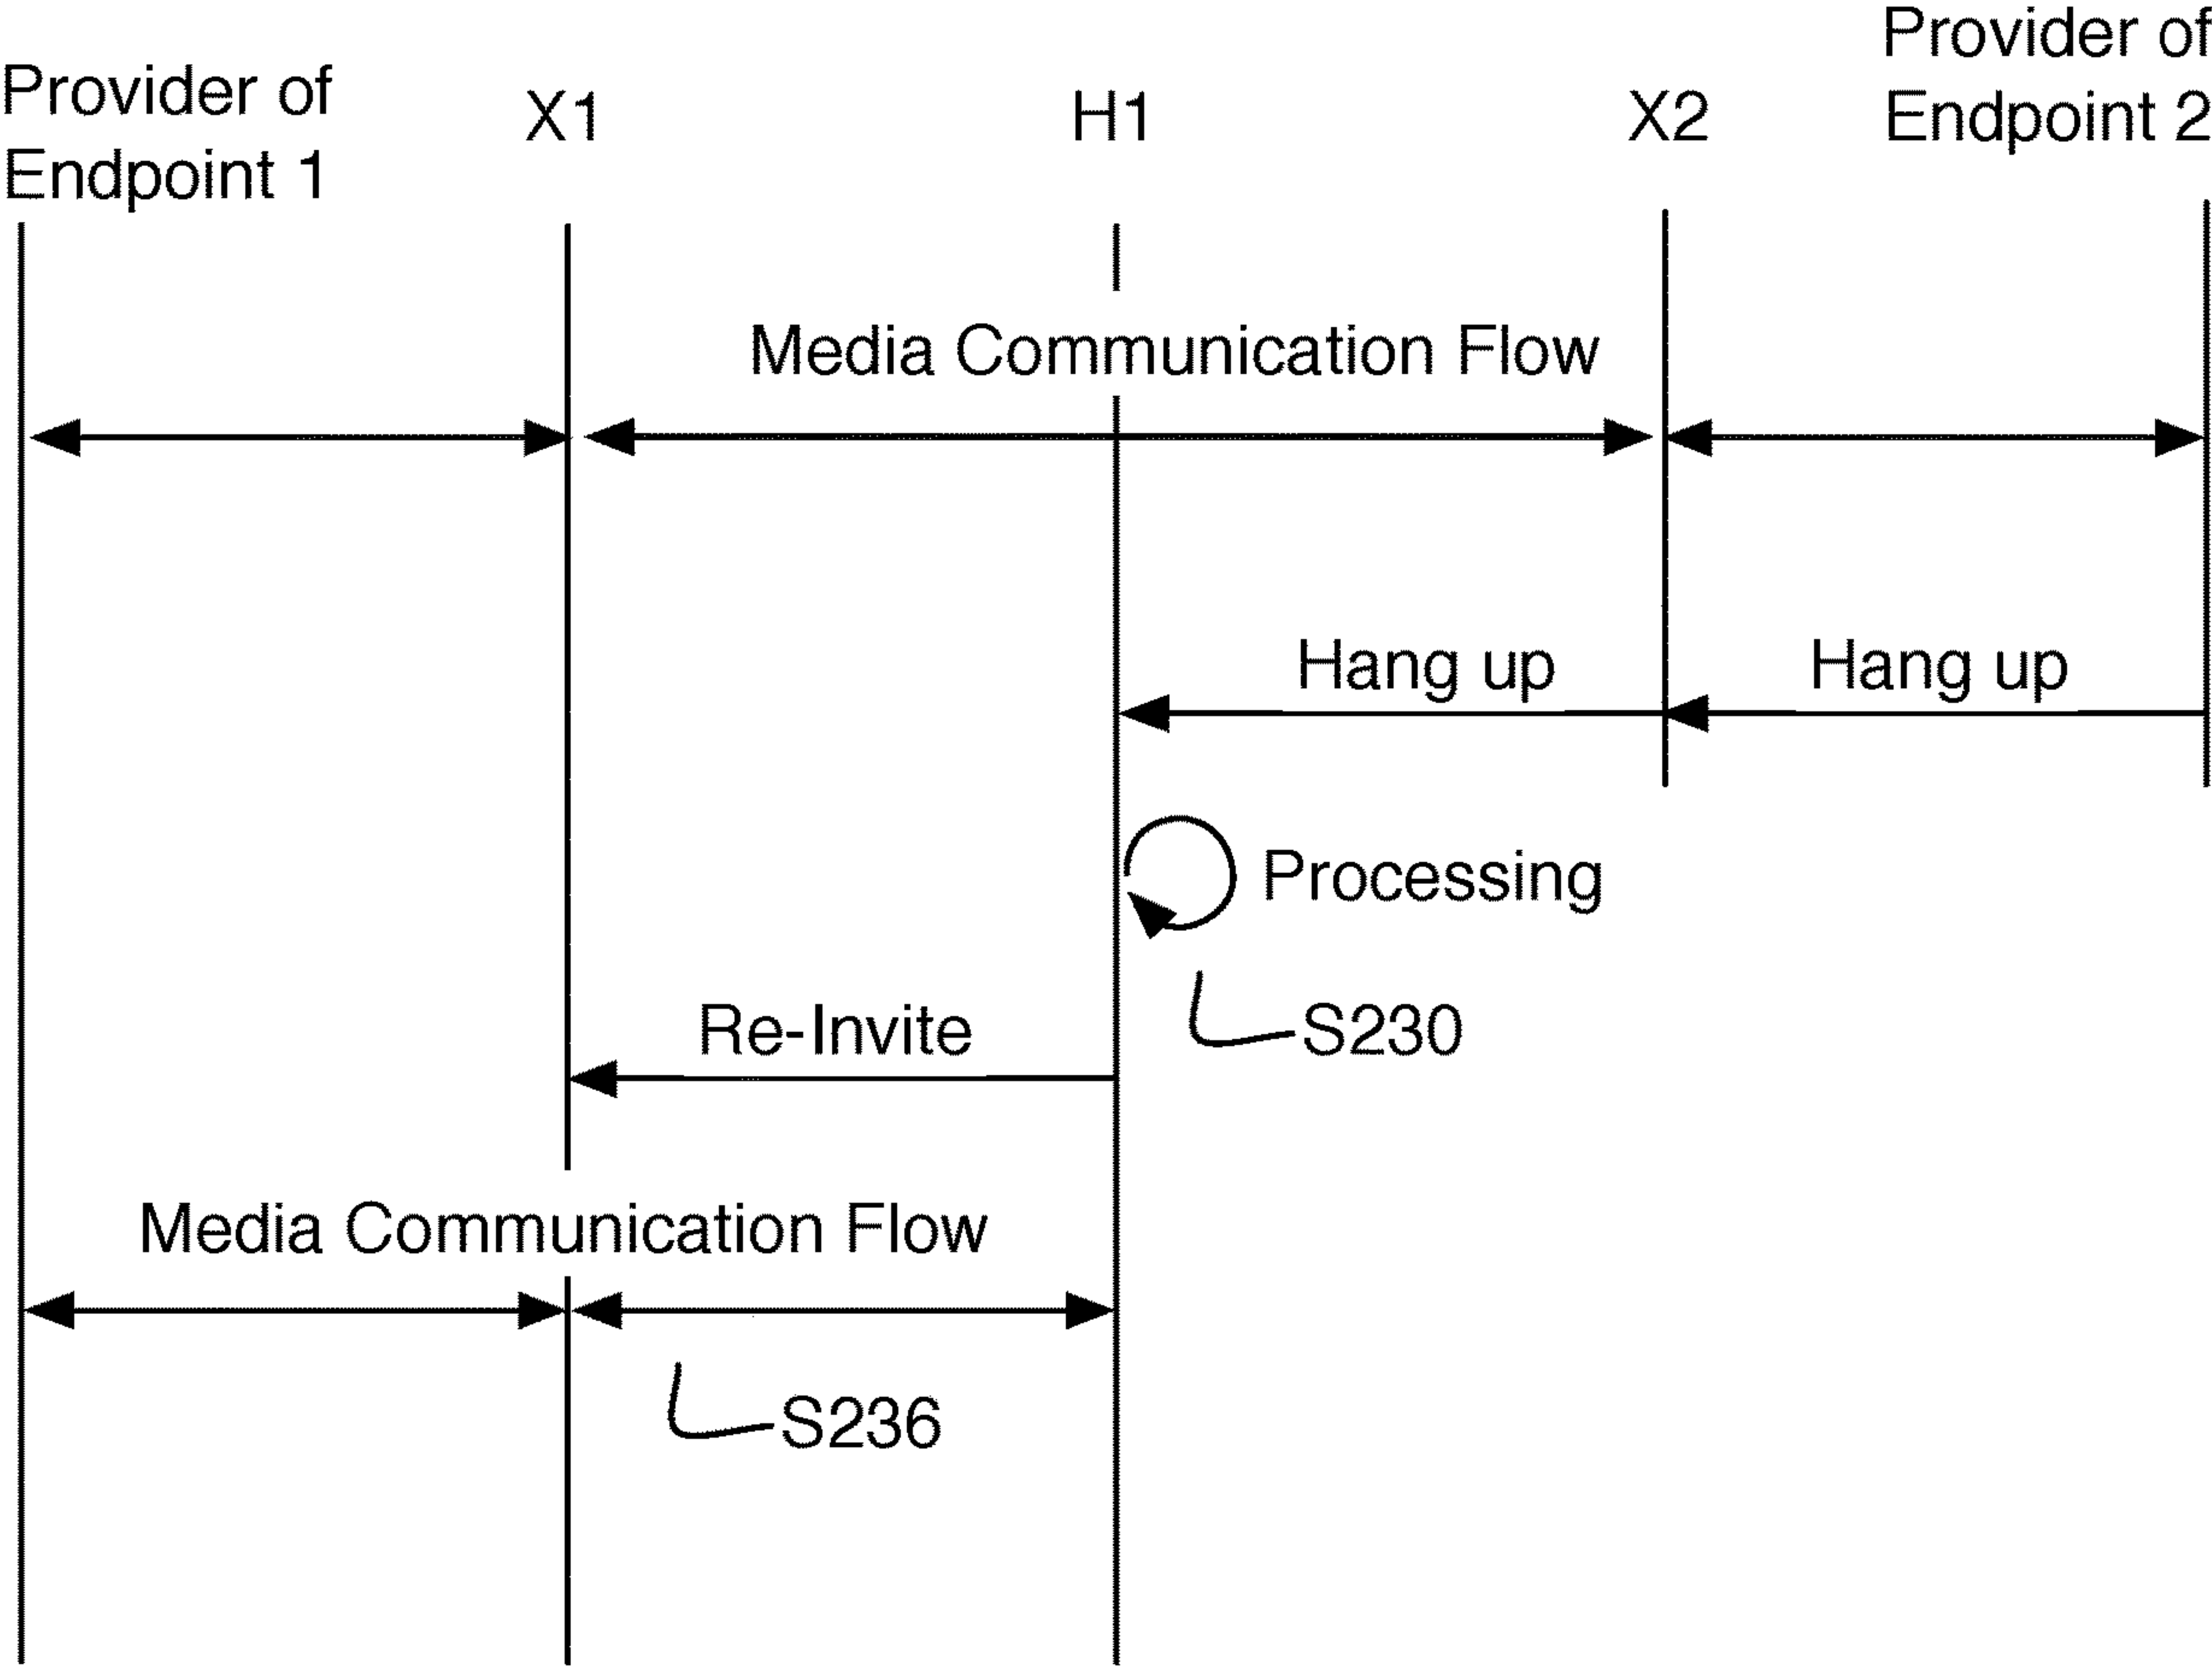 Provider of
Endpoint 1
X1
H1
X2
Provider of
Endpoint 2
Media Communication Flow
Hang up
Hang up
Processing
S230
Re-Invite
Media Communication Flow
S236